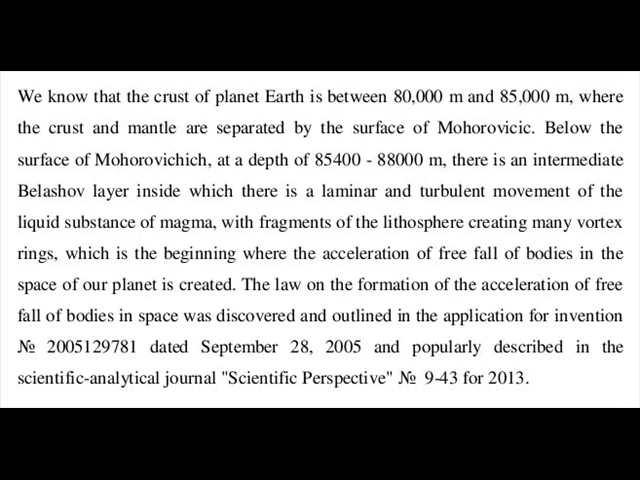 We know that the crust of planet Earth is between 80,000 m and 85,000 m, where
the crust and mantle are separated by the surface of Mohorovicic. Below the
surface of Mohorovichich, at a depth of 85400 - 88000 m, there is an intermediate
Belashov layer inside which there is a laminar and turbulent movement of the
liquid substance of magma, with fragments of the lithosphere creating many vortex
rings, which is the beginning where the acceleration of free fall of bodies in the
space of our planet is created. The law on the formation of the acceleration of free
fall of bodies in space was discovered and outlined in the application for invention
№ 2005129781 dated September 28, 2005 and popularly described in the
scientific-analytical journal "Scientific Perspective" № 9-43 for 2013.